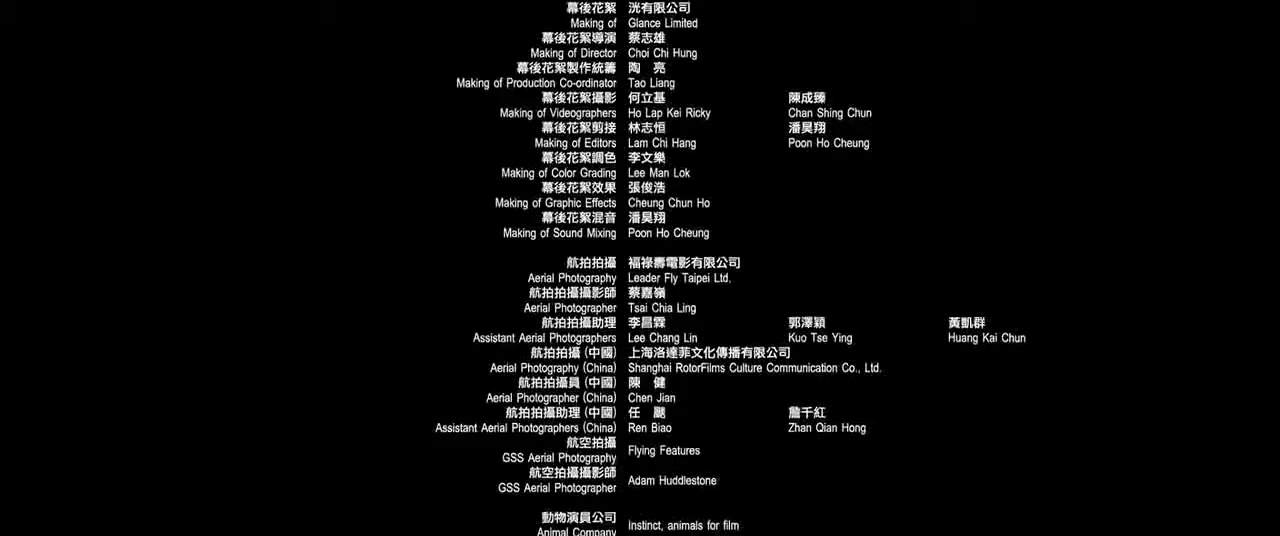 幕後花絮 洸有限公司
Making of Glance Limited
幕後花絮導演 蔡志雄
Making of Director Choi Chi Hung
幕後花絮製作統籌 陶 亮
Making of Production Co-ordinator Tao Liang
幕後花絮攝影 何立基 陳成臻
Making of Videographers Ho Lap Kei Ricky Chan Shing Chun
幕後花絮剪接 林志恒 潘昊翔
Making of Editors Lam Chi Hang Poon Ho Cheung
幕後花絮調色 李文樂
Making of Color Grading Lee Man Lok
幕後花絮效果 張俊浩
Making of Graphic Effects Cheung Chun Ho
幕後花絮混音 潘昊翔
Making of Sound Mixing Poon Ho Cheung
航拍拍攝 福祿壽電影有限公司
Aerial Photography Leader Fly Taipei Ltd.
航拍拍攝攝影師 蔡嘉嶺
Aerial Photographer Tsai Chia Ling
航拍拍攝助理 李昌霖 郭澤穎 黃凱群
Assistant Aerial Photographers Lee Chang Lin Kuo Tse Ying Huang Kai Chun
航拍拍攝 (中國) 上海洛達菲文化傳播有限公司
Aerial Photography (China) Shanghai RotorFilms Culture Communication Co., Ltd.
航拍拍攝員 (中國) 陳 健
Aerial Photographer (China) Chen Jian
航拍拍攝助理 (中國) 任 飈 詹千紅
Assistant Aerial Photographers (China) Ren Biao Zhan Qian Hong
航空拍攝
GSS Aerial Photography Flying Features
航空拍攝攝影師
GSS Aerial Photographer Adam Huddlestone
動物演員公司
Animal Company Instinct, animals for film